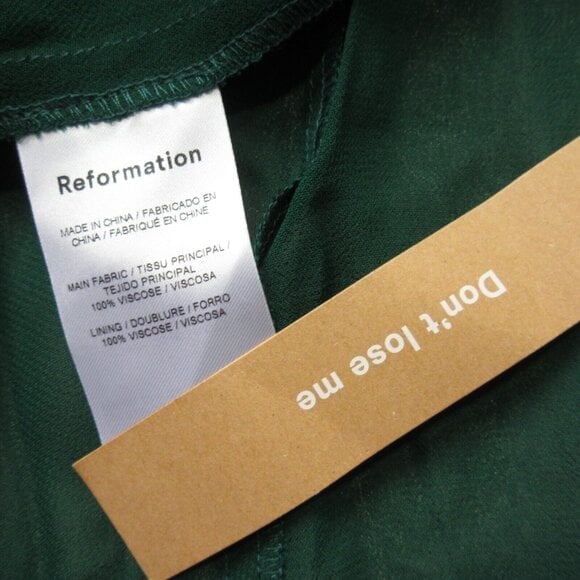 Reformation
MADE IN CHINA / FABRICADO EN
CHINA / FABRIQUÉ EN CHINE
MAIN FABRIC / TISSU PRINCIPAL /
TEJIDO PRINCIPAL
100% VISCOSE / VISCOSA
LINING / DOUBLURE / FORRO
100% VISCOSE / VISCOSA
Don't lose me